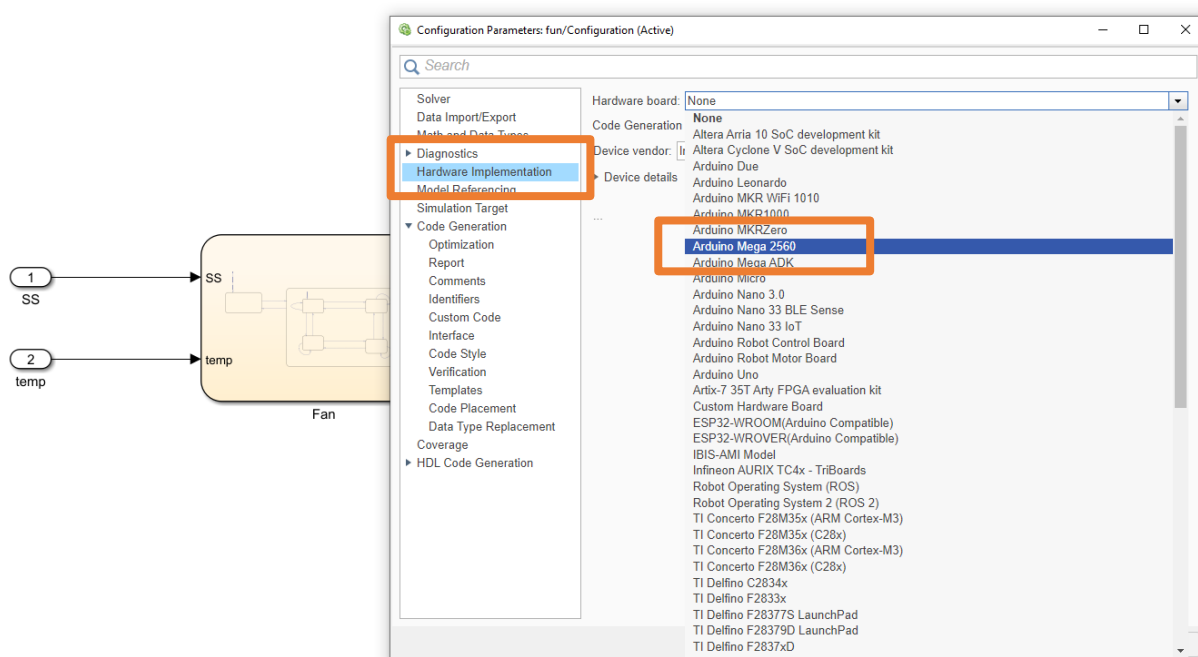 Configuration Parameters: fun/Configuration (Active)
Search
Solver
Data Import/Export
Math and Data Types
Diagnostics
Hardware Implementation
Model Referencing
Simulation Target
Code Generation
Optimization
Report
Comments
Identifiers
Custom Code
Interface
Code Style
Verification
Templates
Code Placement
Data Type Replacement
Coverage
HDL Code Generation
Hardware board: None
Code Generation
Device vendor:
Device details
...
None
Altera Arria 10 SoC development kit
Altera Cyclone V SoC development kit
Arduino Due
Arduino Leonardo
Arduino MKR WiFi 1010
Arduino MKR1000
Arduino MKRZero
Arduino Mega 2560
Arduino Mega ADK
Arduino Micro
Arduino Nano 3.0
Arduino Nano 33 BLE Sense
Arduino Nano 33 IoT
Arduino Robot Control Board
Arduino Robot Motor Board
Arduino Uno
Artix-7 35T Arty FPGA evaluation kit
Custom Hardware Board
ESP32-WROOM(Arduino Compatible)
ESP32-WROVER(Arduino Compatible)
IBIS-AMI Model
Infineon AURIX TC4x - TriBoards
Robot Operating System (ROS)
Robot Operating System 2 (ROS 2)
TI Concerto F28M35x (ARM Cortex-M3)
TI Concerto F28M35x (C28x)
TI Concerto F28M36x (ARM Cortex-M3)
TI Concerto F28M36x (C28x)
TI Delfino C2834x
TI Delfino F2833x
TI Delfino F28377S LaunchPad
TI Delfino F28379D LaunchPad
TI Delfino F2837xD
1
SS
SS
2
temp
temp
Fan